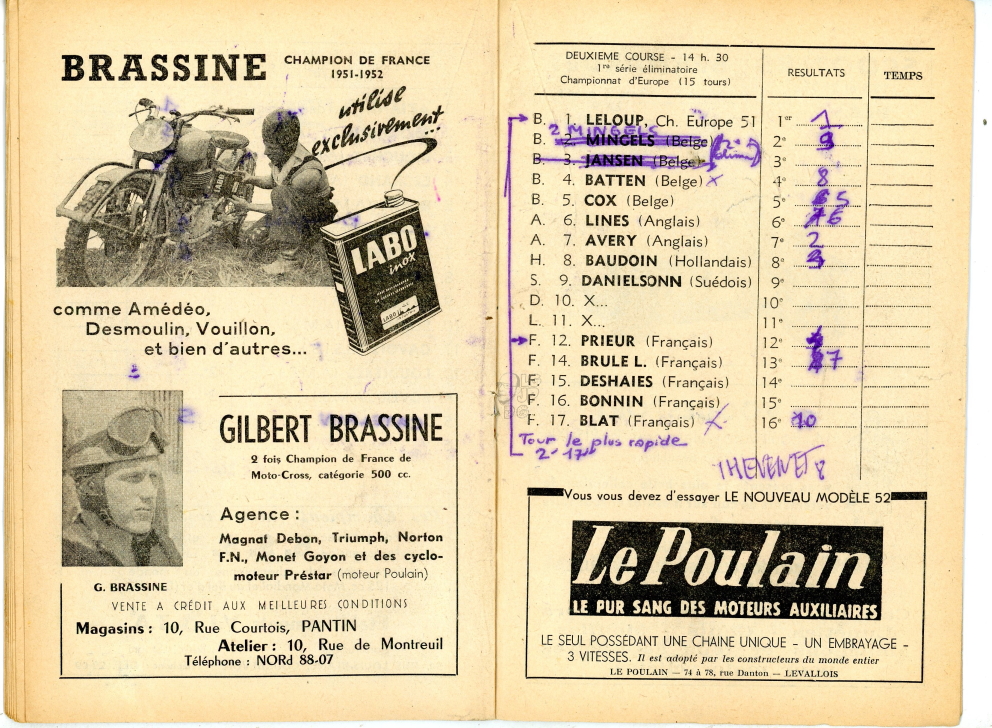 BRASSINE CHAMPION DE FRANCE
1951-1952
utilise
exclusivement...
LABO
inox
LABO
comme Amédéo,
Desmoulin, Vouillon,
et bien d'autres...
GILBERT BRASSINE
2 fois Champion de France de
Moto-Cross, catégorie 500 cc.
Agence :
Magnat Debon, Triumph, Norton
F.N., Monet Goyon et des cyclo-
moteur Préstar (moteur Poulain)
G. BRASSINE
VENTE A CRÉDIT AUX MEILLEURES CONDITIONS
Magasins : 10, Rue Courtois, PANTIN
Atelier : 10, Rue de Montreuil
Téléphone : NORd 88-07
DEUXIEME COURSE - 14 h. 30
1re série éliminatoire
Championnat d'Europe (15 tours)
RESULTATS
TEMPS
B. 1. LELOUP, Ch. Europe 51 1er 1
2 MINGELS
B. 2. MINGELS (Belge) 2e
B. 3. JANSEN (Belge) 3e
B. 4. BATTEN (Belge) x 4e 8
B. 5. COX (Belge) 5e 5
A. 6. LINES (Anglais) 6e 6
A. 7. AVERY (Anglais) 7e 2
H. 8. BAUDOIN (Hollandais) 8e
S. 9. DANIELSONN (Suédois) 9e
D. 10. X... 10e
L. 11. X... 11e
F. 12. PRIEUR (Français) 12e
F. 14. BRULE L. (Français) 13e 7
F. 15. DESHAIES (Français) 14e
F. 16. BONNIN (Français) 15e
F. 17. BLAT (Français) x 16e 10
Tour le plus rapide
2'17"
THENENET 8
Vous vous devez d'essayer LE NOUVEAU MODÈLE 52
Le Poulain
LE PUR SANG DES MOTEURS AUXILIAIRES
LE SEUL POSSÉDANT UNE CHAINE UNIQUE - UN EMBRAYAGE -
3 VITESSES. Il est adopté par les constructeurs du monde entier
LE POULAIN — 74 à 78, rue Danton — LEVALLOIS